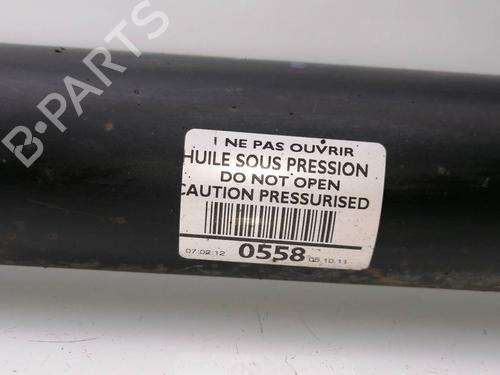 B-PARTS
! NE PAS OUVRIR
HUILE SOUS PRESSION
DO NOT OPEN
CAUTION PRESSURISED
07.02.12 0558 05.10.11